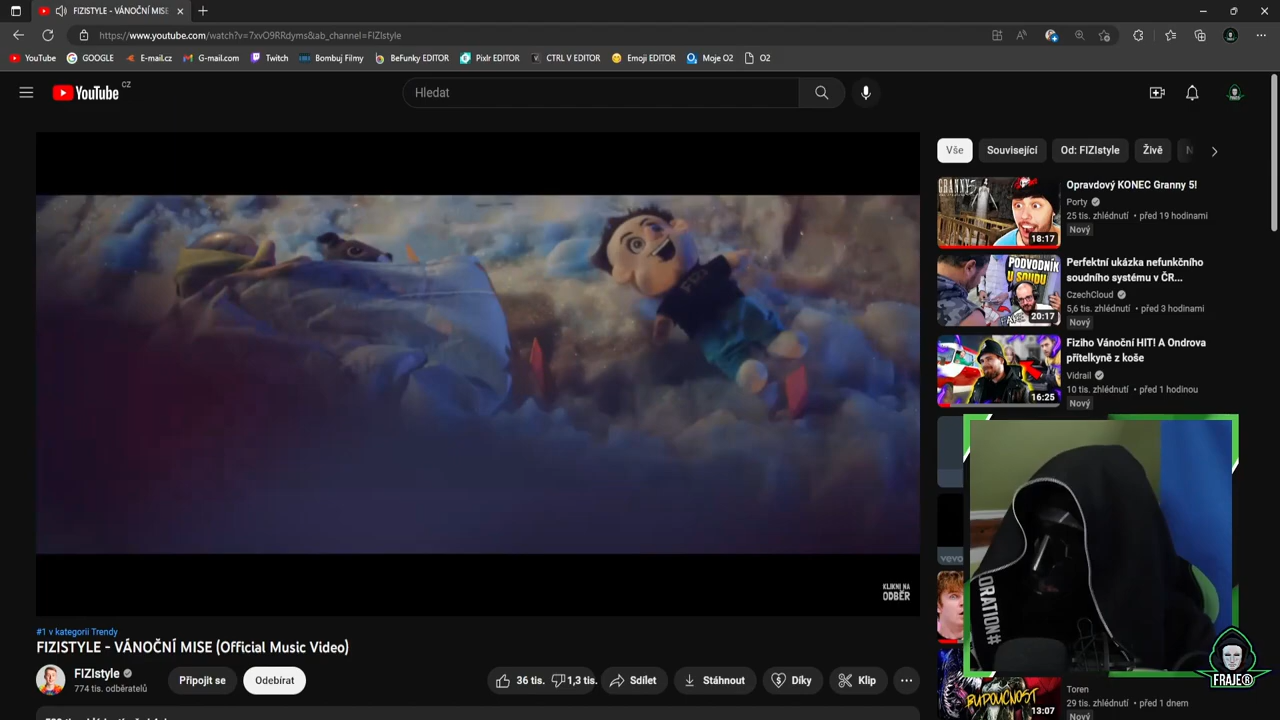 FIZISTYLE - VÁNOČNÍ MISE
https://www.youtube.com/watch?v=7xvO9RRdyms&ab_channel=FIZIstyle
YouTube GOOGLE E-mail.cz G-mail.com Twitch Bombuj Filmy BeFunky EDITOR Pixlr EDITOR CTRL V EDITOR Emoji EDITOR Moje O2 O2
YouTube CZ
Hledat
Vše Související Od: FIZIstyle Živě N
GRANNY
18:17
Opravdový KONEC Granny 5!
Porty
25 tis. zhlédnutí • před 19 hodinami
Nový
PODVODNÍK
U SOUDU
20:17
Perfektní ukázka nefunkčního
soudního systému v ČR...
CzechCloud
5,6 tis. zhlédnutí • před 3 hodinami
Nový
16:25
Fiziho Vánoční HIT! A Ondrova
přítelkyně z koše
Vidrail
10 tis. zhlédnutí • před 1 hodinou
Nový
FIZI
KLIKNI NA
ODBĚR
vevo
ORATION#
FRAJER
#1 v kategorii Trendy
FIZISTYLE - VÁNOČNÍ MISE (Official Music Video)
FIZIstyle
774 tis. odběratelů
Připojit se
Odebírat
36 tis. 1,3 tis. Sdílet Stáhnout Díky Klip
BUDOUCNOST
13:07
Toren
29 tis. zhlédnutí • před 1 dnem
Nový